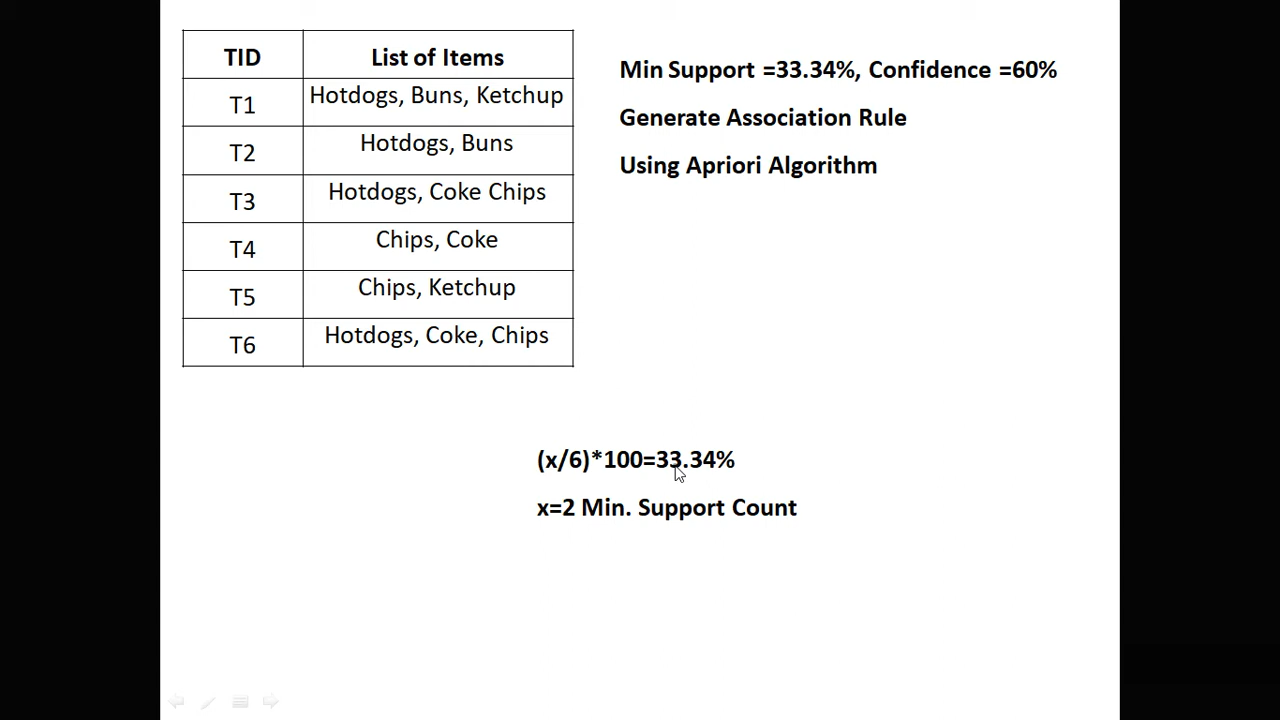 TID List of Items
T1 Hotdogs, Buns, Ketchup
T2 Hotdogs, Buns
T3 Hotdogs, Coke Chips
T4 Chips, Coke
T5 Chips, Ketchup
T6 Hotdogs, Coke, Chips
Min Support =33.34%, Confidence =60%
Generate Association Rule
Using Apriori Algorithm
(x/6)*100=33.34%
x=2 Min. Support Count